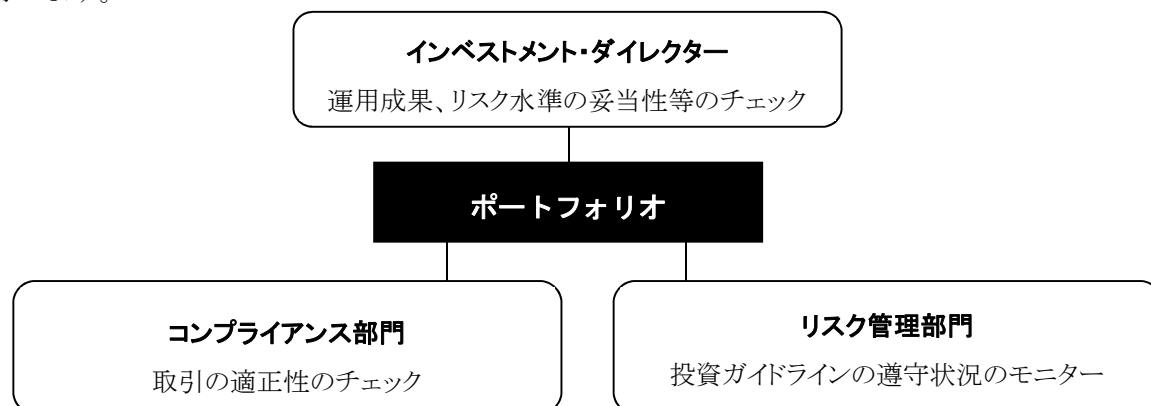 インベストメント・ダイレクター
運用成果、リスク水準の妥当性等のチェック
ポートフォリオ
コンプライアンス部門
取引の適正性のチェック
リスク管理部門
投資ガイドラインの遵守状況のモニター